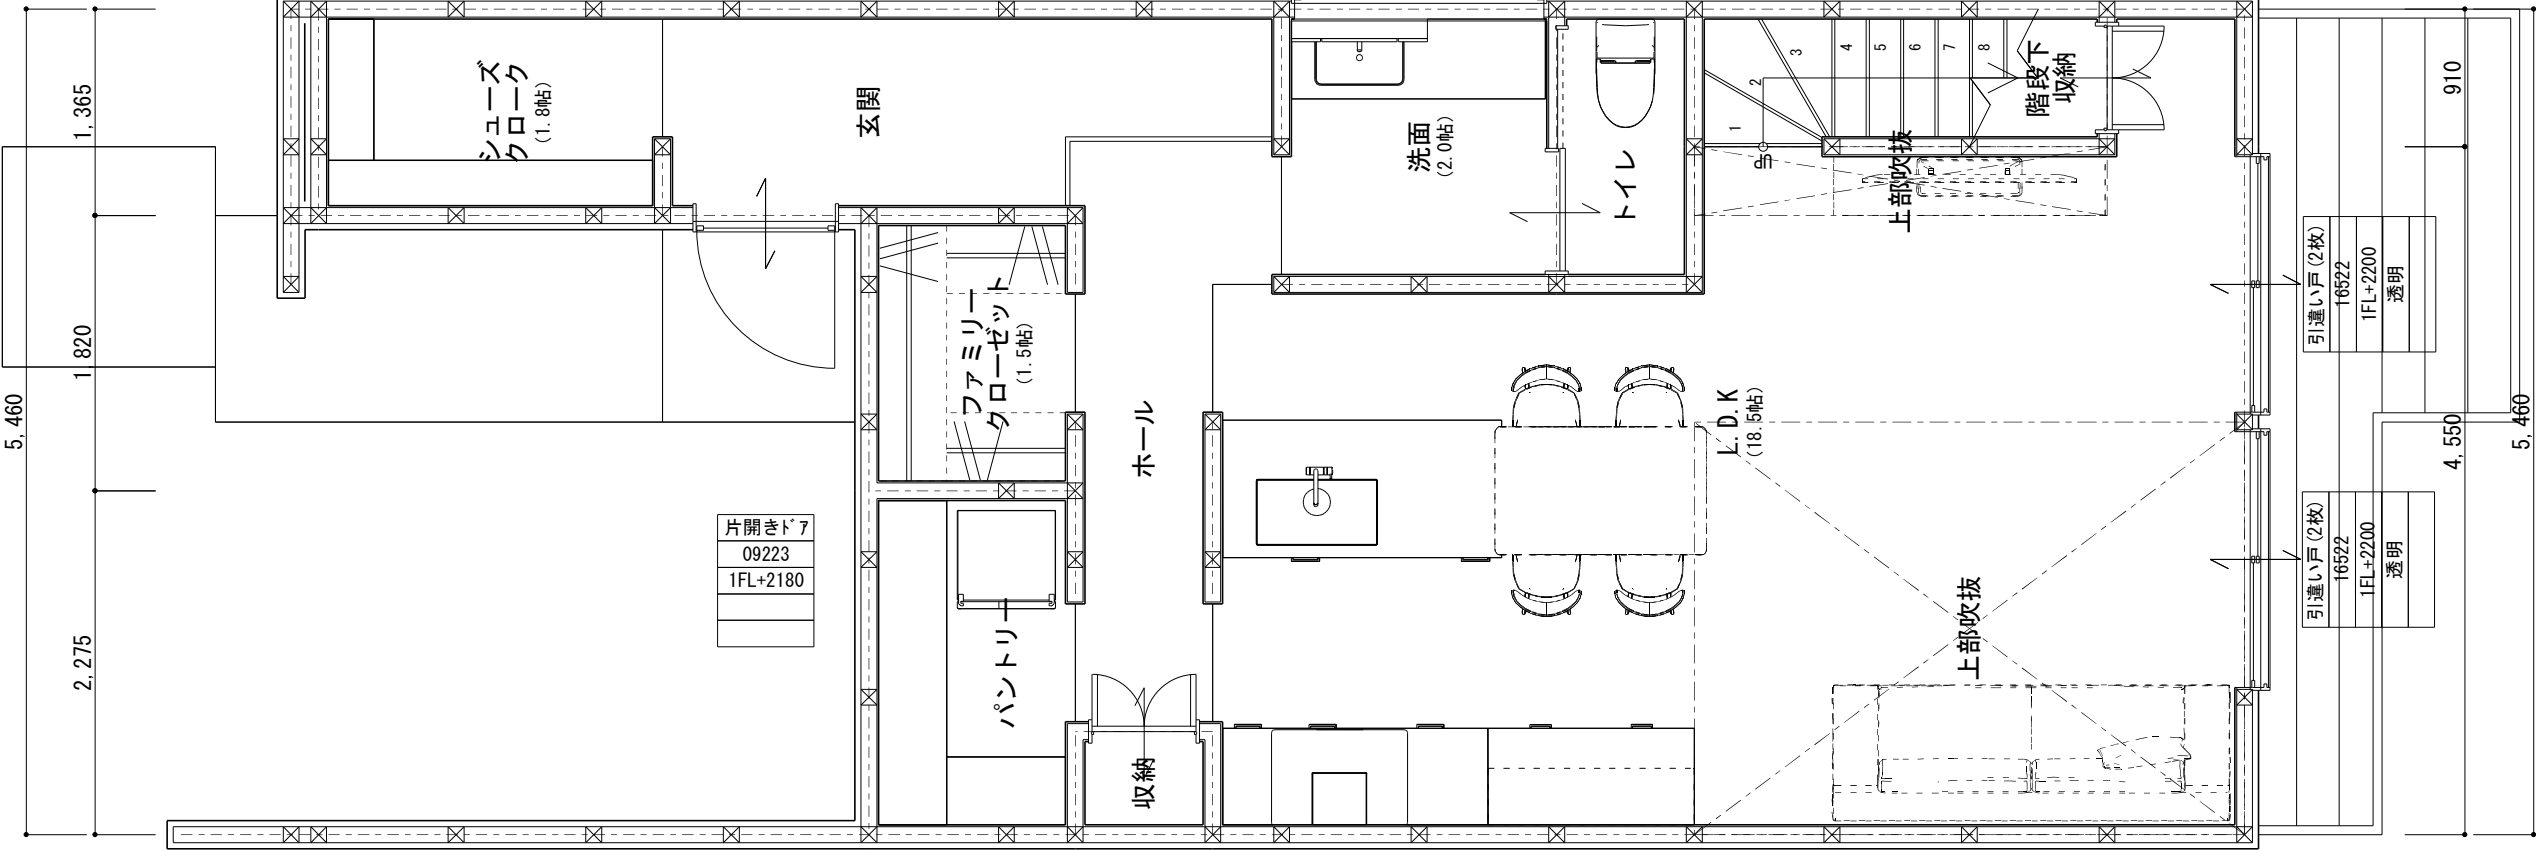 5,460
1,365
1,820
2,275
シューズ
クローク
(1.8帖)
玄関
片開きドア
09223
1FL+2180
ファミリー
クローゼット
(1.5帖)
パントリー
ホール
収納
洗面
(2.0帖)
トイレ
1
2
3
4
5
6
7
8
UP
階段下
収納
上部吹抜
L.D.K
(18.5帖)
上部吹抜
引違い戸(2枚)
16522
1FL+2200
透明
引違い戸(2枚)
16522
1FL+2200
透明
910
4,550
5,460